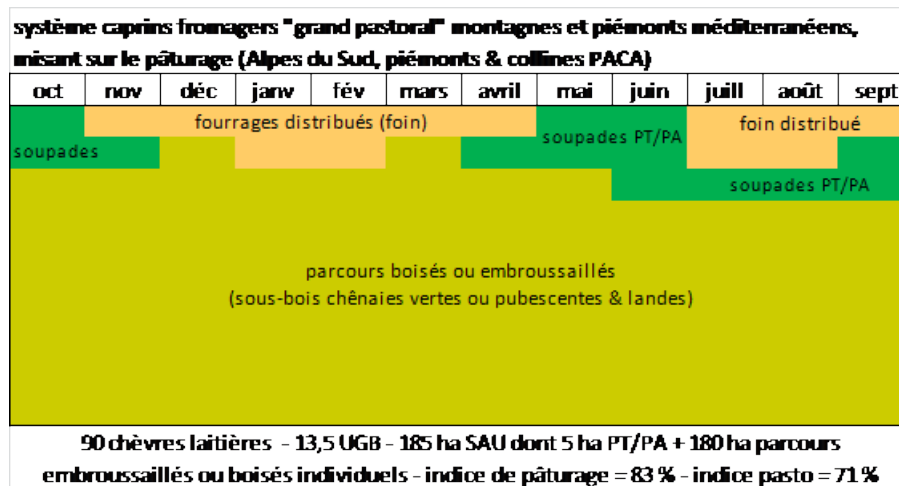 système caprins fromagers "grand pastoral" montagnes et piémonts méditerranéens,
misant sur le pâturage (Alpes du Sud, piémonts & collines PACA)
oct nov déc janv fév mars avril mai juin juill août sept
fourrages distribués (foin) foin distribué
soupades soupades PT/PA
soupades PT/PA
parcours boisés ou embroussaillés
(sous-bois chênaies vertes ou pubescentes & landes)
90 chèvres laitières - 13,5 UGB - 185 ha SAU dont 5 ha PT/PA + 180 ha parcours
embroussaillés ou boisés individuels - indice de pâturage = 83 % - indice pasto = 71 %